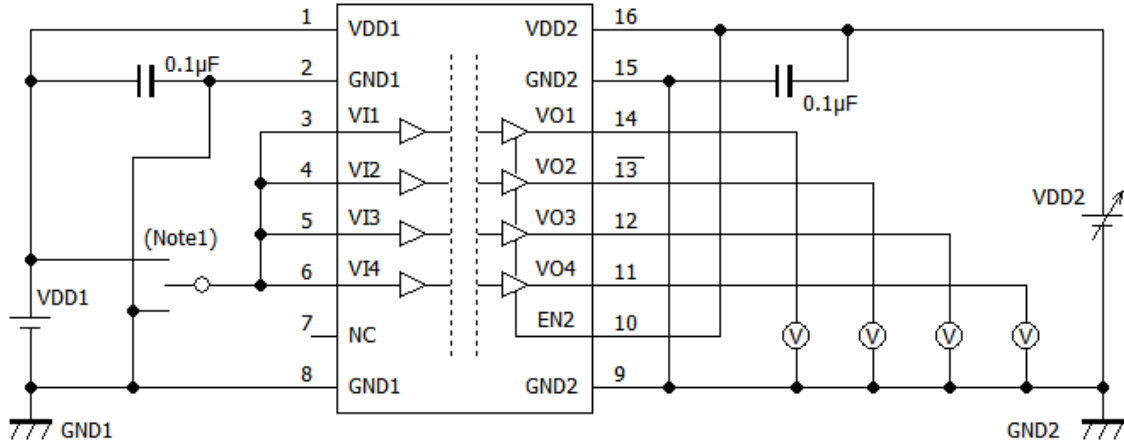 1 VDD1 VDD2 16
0.1µF 2 GND1 GND2 15
0.1µF
3 VI1 VO1 14
4 VI2 VO2 1̅3̅
VDD2
5 VI3 VO3 12
(Note1)
6 VI4 VO4 11
VDD1
7 NC EN2 10
V V V V
8 GND1 GND2 9
GND1 GND2